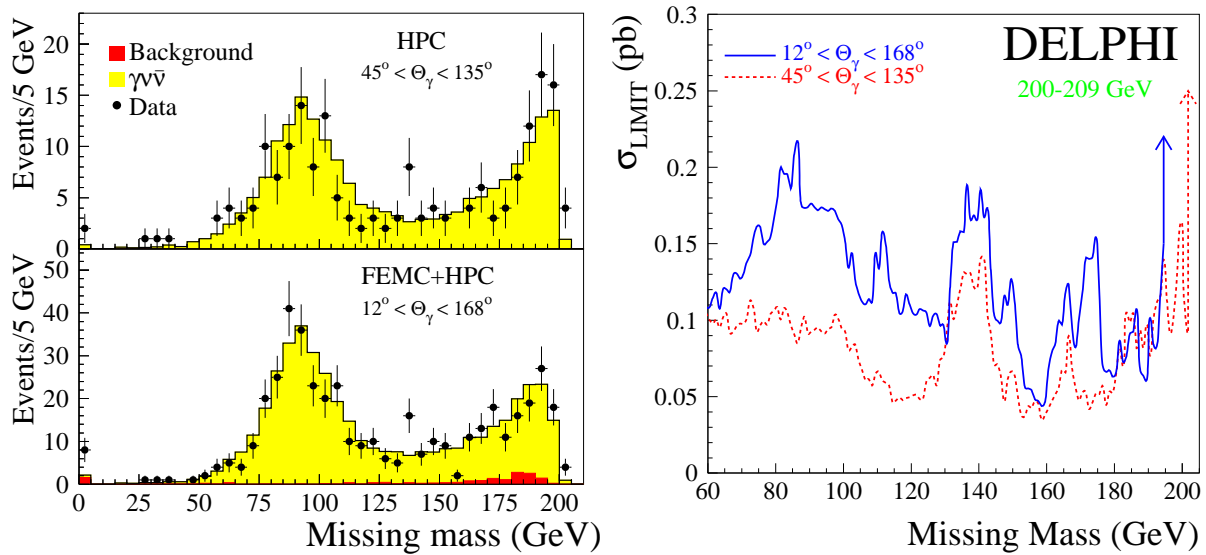 Events/5 GeV
20
15
10
5
0
HPC
45° < Θγ < 135°
Background
γνν̄
Data
Events/5 GeV
50
40
30
20
10
0
FEMC+HPC
12° < Θγ < 168°
0 25 50 75 100 125 150 175 200
Missing mass (GeV)
σLIMIT (pb)
0.3
0.25
0.2
0.15
0.1
0.05
0
12° < Θγ < 168°
45° < Θγ < 135°
DELPHI
200-209 GeV
60 80 100 120 140 160 180 200
Missing Mass (GeV)